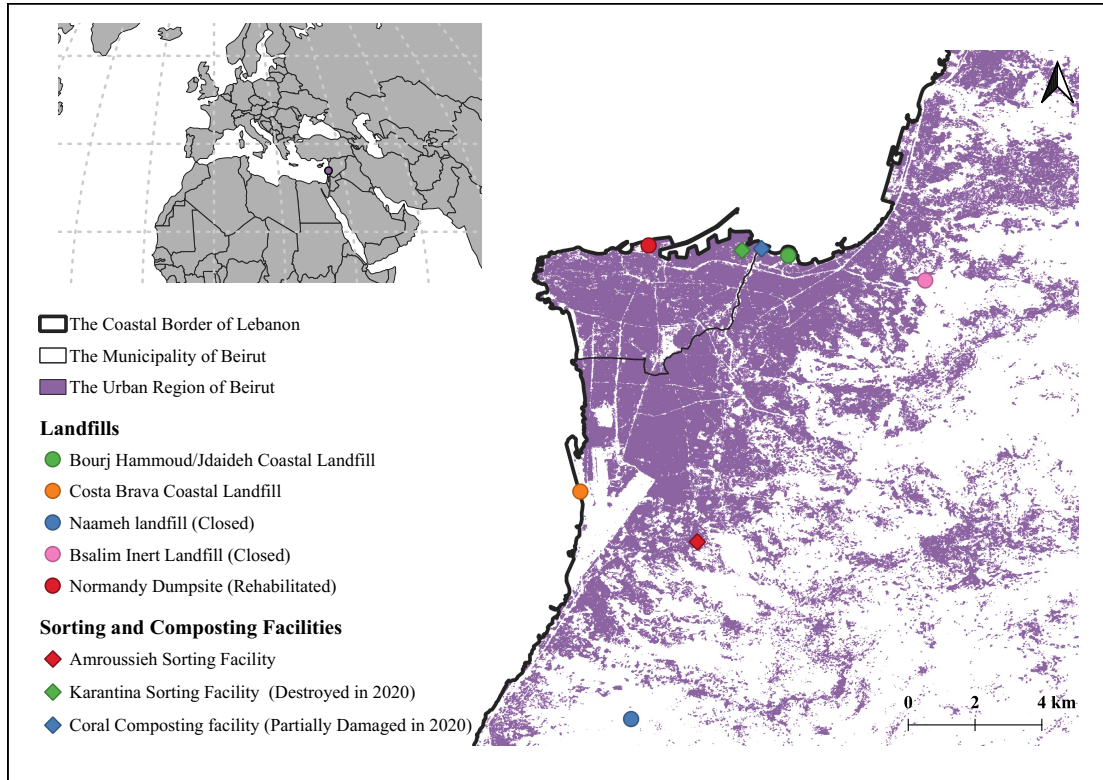 The Coastal Border of Lebanon
The Municipality of Beirut
The Urban Region of Beirut
Landfills
Bourj Hammoud/Jdaideh Coastal Landfill
Costa Brava Coastal Landfill
Naameh landfill (Closed)
Bsalim Inert Landfill (Closed)
Normandy Dumpsite (Rehabilitated)
Sorting and Composting Facilities
Amroussieh Sorting Facility
Karantina Sorting Facility (Destroyed in 2020)
Coral Composting facility (Partially Damaged in 2020)
0 2 4 km